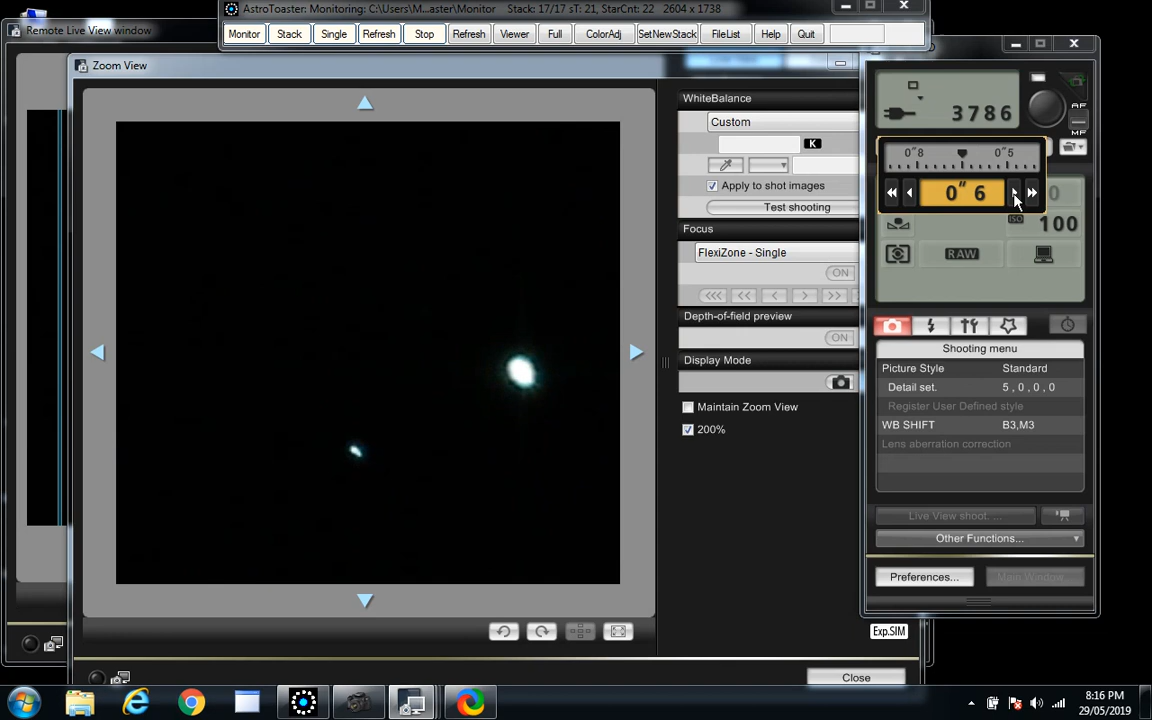 AstroToaster: Monitoring: C:\Users\M...aster\Monitor Stack: 17/17 sT: 21, StarCnt: 22 2604 x 1738
Remote Live View window
Monitor Stack Single Refresh Stop Refresh Viewer Full ColorAdj SetNewStack FileList Help Quit
Zoom View
WhiteBalance
Custom
K
Apply to shot images
Test shooting
Focus
FlexiZone - Single
ON
Depth-of-field preview
ON
Display Mode
Maintain Zoom View
200%
Exp.SIM
Close
3786
AF
MF
0"8 0"5
0"6
0
ISO 100
RAW
Shooting menu
Picture Style Standard
Detail set. 5 , 0 , 0 , 0
Register User Defined style
WB SHIFT B3,M3
Lens aberration correction
Live View shoot. ...
Other Functions...
Preferences... Main Window...
8:16 PM
29/05/2019